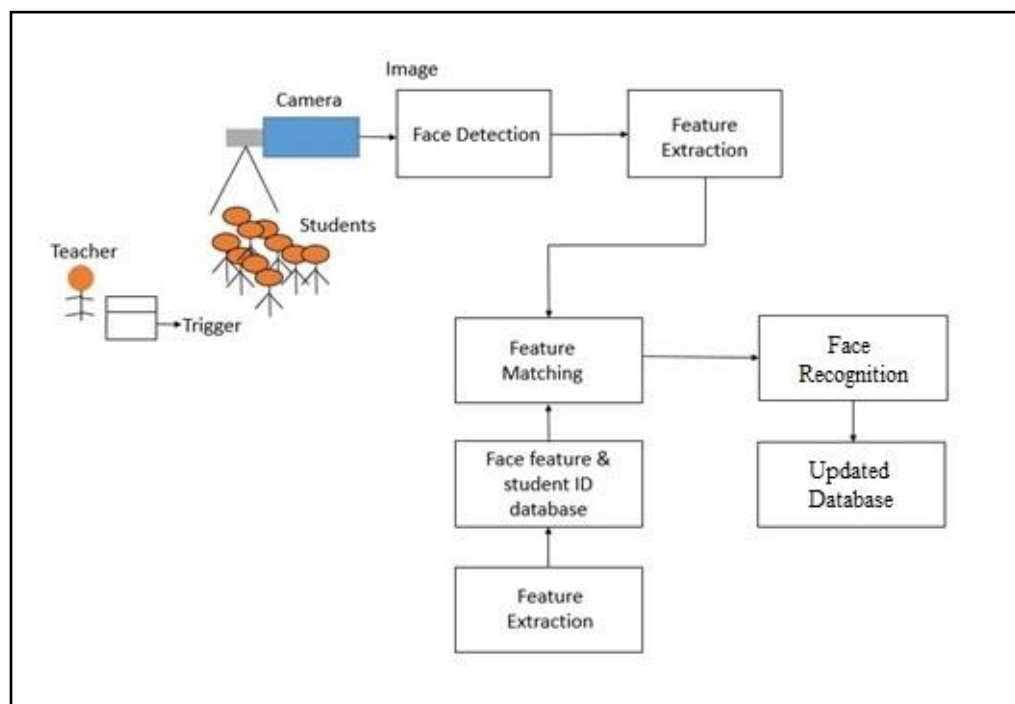 Image
Camera
Face Detection
Feature
Extraction
Students
Teacher
Trigger
Feature
Matching
Face
Recognition
Face feature &
student ID
database
Updated
Database
Feature
Extraction